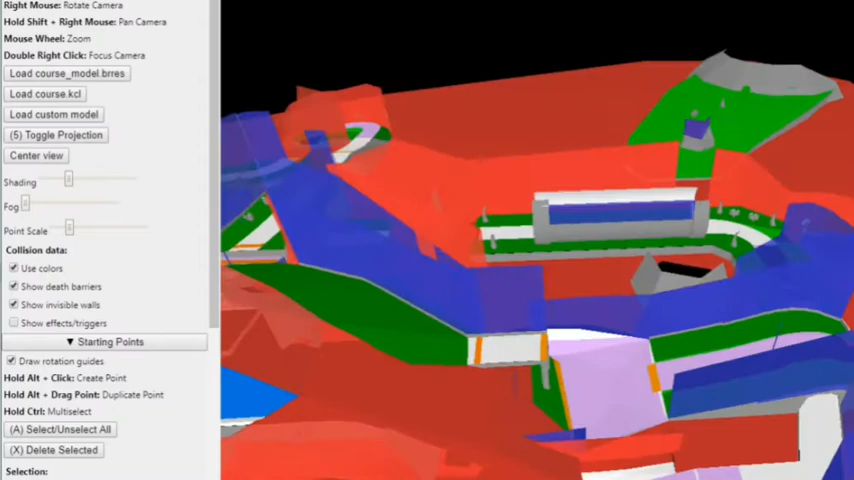 Right Mouse: Rotate Camera
Hold Shift + Right Mouse: Pan Camera
Mouse Wheel: Zoom
Double Right Click: Focus Camera
Load course_model.brres
Load course.kcl
Load custom model
(5) Toggle Projection
Center view
Shading
Fog
Point Scale
Collision data:
Use colors
Show death barriers
Show invisible walls
Show effects/triggers
▼ Starting Points
Draw rotation guides
Hold Alt + Click: Create Point
Hold Alt + Drag Point: Duplicate Point
Hold Ctrl: Multiselect
(A) Select/Unselect All
(X) Delete Selected
Selection: